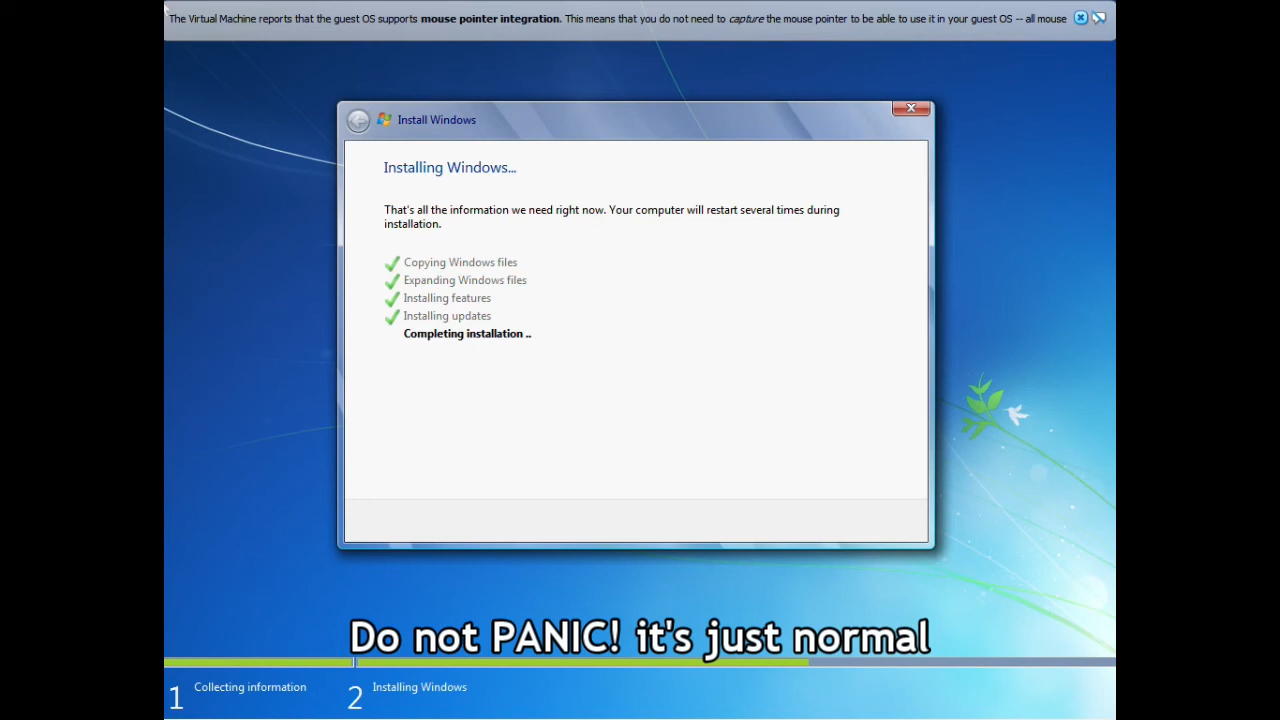 The Virtual Machine reports that the guest OS supports mouse pointer integration. This means that you do not need to capture the mouse pointer to be able to use it in your guest OS -- all mouse
Install Windows
Installing Windows...
That's all the information we need right now. Your computer will restart several times during
installation.
Copying Windows files
Expanding Windows files
Installing features
Installing updates
Completing installation ..
Do not PANIC! it's just normal
1 Collecting information 2 Installing Windows